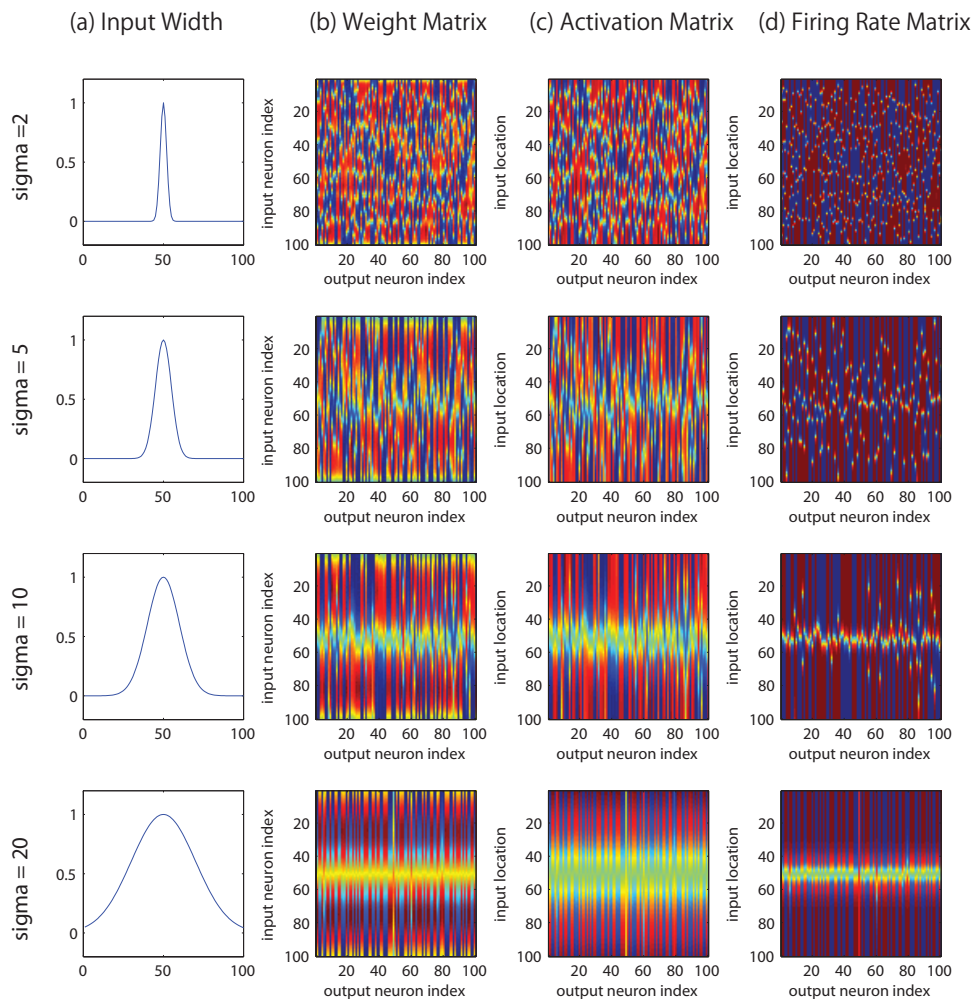 (a) Input Width (b) Weight Matrix (c) Activation Matrix (d) Firing Rate Matrix
sigma =2
1
0.5
0
0 50 100
input neuron index
20
40
60
80
100
20 40 60 80 100
output neuron index
input location
20
40
60
80
100
20 40 60 80 100
output neuron index
input location
20
40
60
80
100
20 40 60 80 100
output neuron index
sigma = 5
1
0.5
0
0 50 100
input neuron index
20
40
60
80
100
20 40 60 80 100
output neuron index
input location
20
40
60
80
100
20 40 60 80 100
output neuron index
input location
20
40
60
80
100
20 40 60 80 100
output neuron index
sigma = 10
1
0.5
0
0 50 100
input neuron index
20
40
60
80
100
20 40 60 80 100
output neuron index
input location
20
40
60
80
100
20 40 60 80 100
output neuron index
input location
20
40
60
80
100
20 40 60 80 100
output neuron index
sigma = 20
1
0.5
0
0 50 100
input neuron index
20
40
60
80
100
20 40 60 80 100
output neuron index
input location
20
40
60
80
100
20 40 60 80 100
output neuron index
input location
20
40
60
80
100
20 40 60 80 100
output neuron index